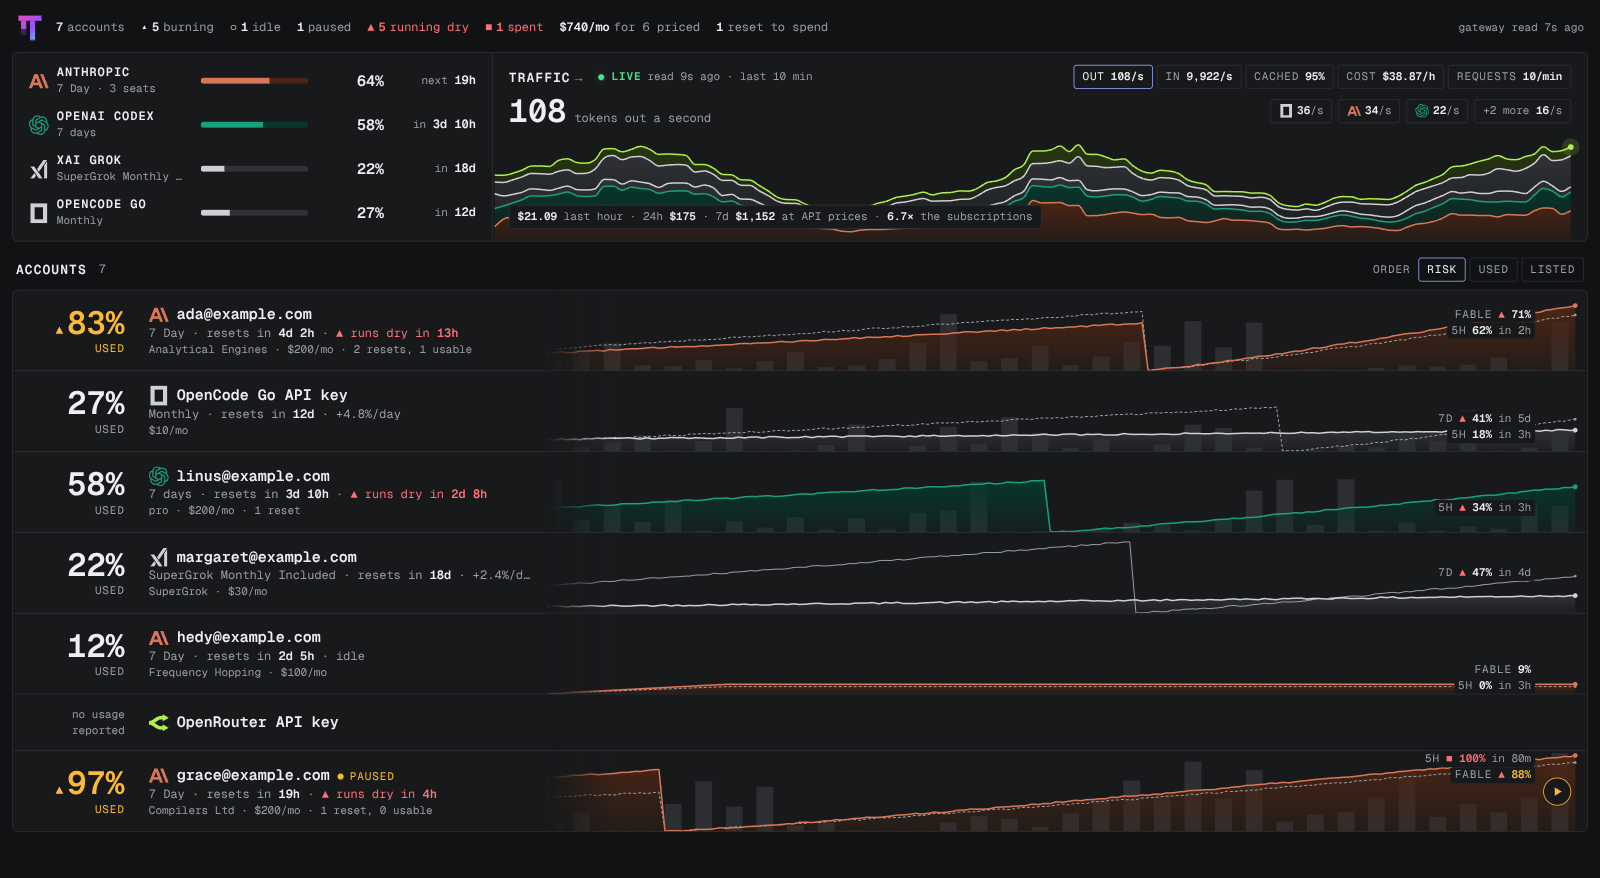 7 accounts ▲ 5 burning ○ 1 idle 1 paused ▲ 5 running dry ■ 1 spent $740/mo for 6 priced 1 reset to spend gateway read 7s ago
ANTHROPIC
7 Day · 3 seats
64% next 19h
OPENAI CODEX
7 days
58% in 3d 10h
XAI GROK
SuperGrok Monthly …
22% in 18d
OPENCODE GO
Monthly
27% in 12d
TRAFFIC → ● LIVE read 9s ago · last 10 min
OUT 108/s IN 9,922/s CACHED 95% COST $38.87/h REQUESTS 10/min
108 tokens out a second
36/s 34/s 22/s +2 more 16/s
$21.09 last hour · 24h $175 · 7d $1,152 at API prices · 6.7× the subscriptions
ACCOUNTS 7
ORDER RISK USED LISTED
▲83%
USED
ada@example.com
7 Day · resets in 4d 2h · ▲ runs dry in 13h
Analytical Engines · $200/mo · 2 resets, 1 usable
FABLE ▲ 71%
5H 62% in 2h
27%
USED
OpenCode Go API key
Monthly · resets in 12d · +4.8%/day
$10/mo
7D ▲ 41% in 5d
5H 18% in 3h
58%
USED
linus@example.com
7 days · resets in 3d 10h · ▲ runs dry in 2d 8h
pro · $200/mo · 1 reset
5H ▲ 34% in 3h
22%
USED
margaret@example.com
SuperGrok Monthly Included · resets in 18d · +2.4%/d…
SuperGrok · $30/mo
7D ▲ 47% in 4d
12%
USED
hedy@example.com
7 Day · resets in 2d 5h · idle
Frequency Hopping · $100/mo
FABLE 9%
5H 0% in 3h
no usage
reported
OpenRouter API key
▲97%
USED
grace@example.com ● PAUSED
7 Day · resets in 19h · ▲ runs dry in 4h
Compilers Ltd · $200/mo · 1 reset, 0 usable
5H ■ 100% in 80m
FABLE ▲ 88%